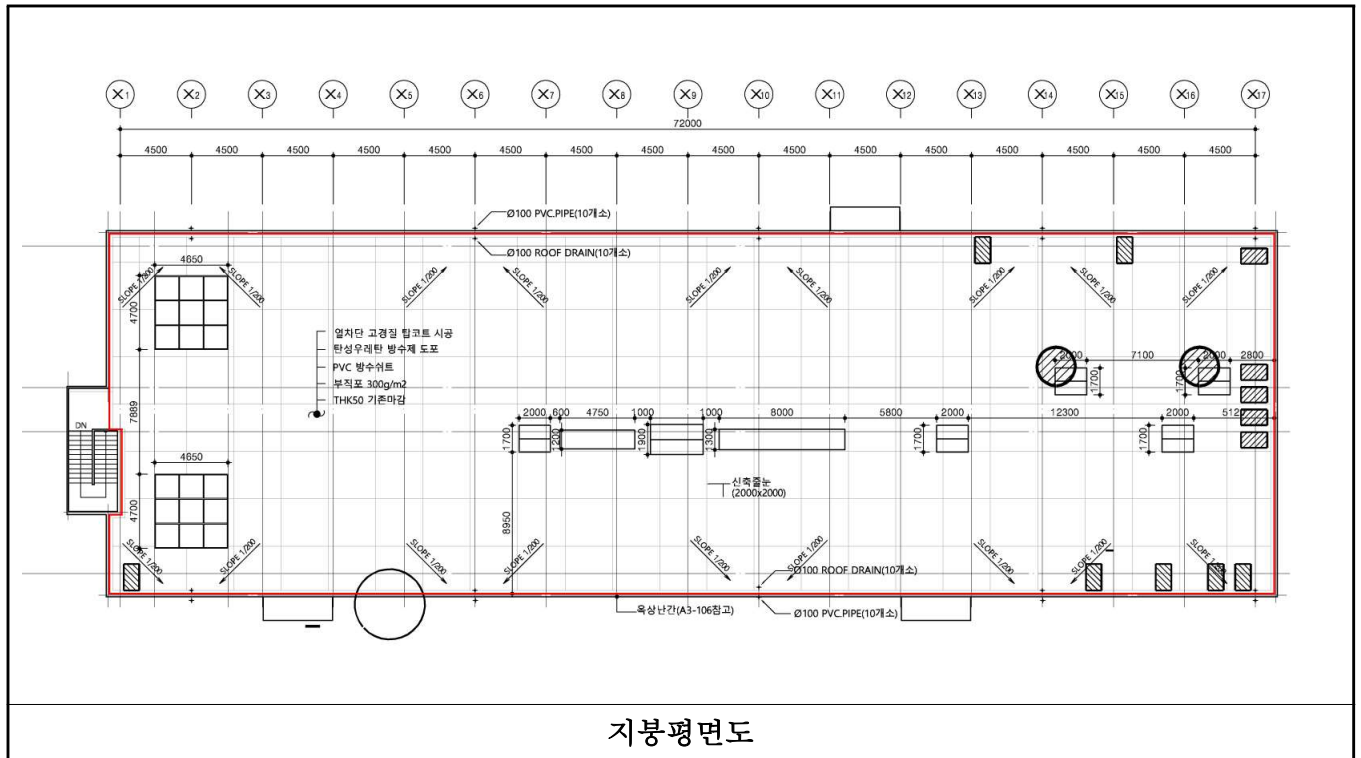 X1 X2 X3 X4 X5 X6 X7 X8 X9 X10 X11 X12 X13 X14 X15 X16 X17
72000
4500 4500 4500 4500 4500 4500 4500 4500 4500 4500 4500 4500 4500 4500 4500 4500
Ø100 PVC.PIPE(10개소)
Ø100 ROOF DRAIN(10개소)
4650
SLOPE 1/200 SLOPE 1/200 SLOPE 1/200 SLOPE 1/200 SLOPE 1/200 SLOPE 1/200 SLOPE 1/200 SLOPE 1/200 SLOPE 1/200
4700
열차단 고경질 탑코트 시공
탄성우레탄 방수제 도포
PVC 방수쉬트
부직포 300g/m2
THK50 기존마감
2000 7100 2000 2800
1700 1700
7889
DN
2000 600 4750 1000 1000 8000 5800 2000 12300 2000
1700 1200 1900 1300 1700 1700
4650
신축줄눈
(2000x2000)
4700
8950
SLOPE 1/200 SLOPE 1/200 SLOPE 1/200 SLOPE 1/200 SLOPE 1/200 SLOPE 1/200 SLOPE 1/200 SLOPE 1/200 SLOPE 1/200
Ø100 ROOF DRAIN(10개소)
옥상난간(A3-106참고)
Ø100 PVC.PIPE(10개소)
지붕평면도